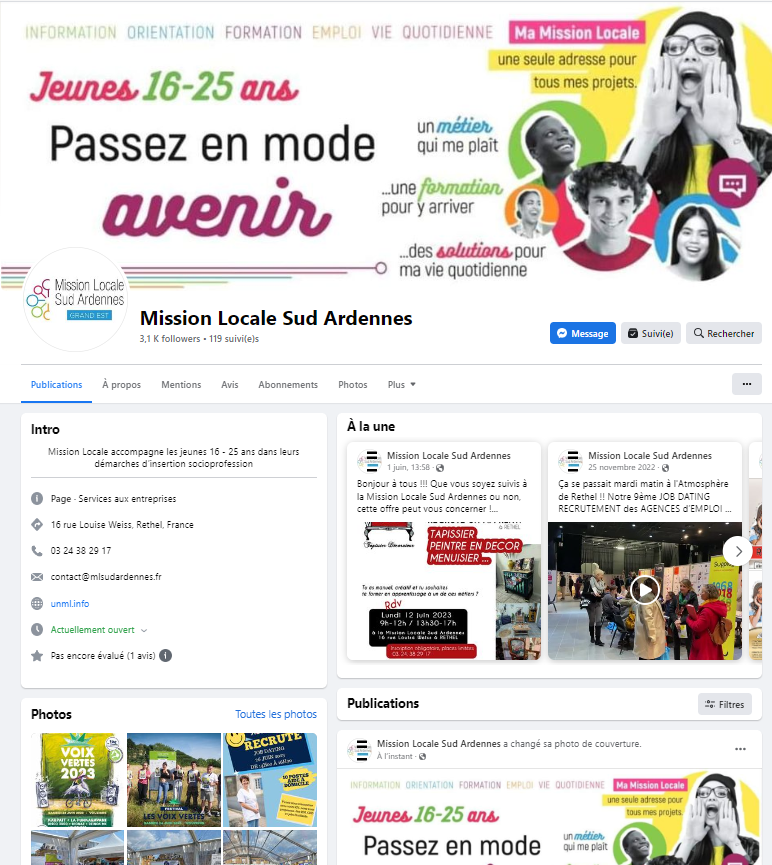 INFORMATION ORIENTATION FORMATION EMPLOI VIE QUOTIDIENNE
Ma Mission Locale
une seule adresse pour
tous mes projets.
Jeunes 16-25 ans
Passez en mode
avenir
un métier
qui me plaît
...une formation
pour y arriver
...des solutions pour
ma vie quotidienne
Mission Locale
Sud Ardennes
GRAND EST
Mission Locale Sud Ardennes
3,1 K followers • 119 suivi(e)s
Message
Suivi(e)
Rechercher
Publications
À propos
Mentions
Avis
Abonnements
Photos
Plus
Intro
Mission Locale accompagne les jeunes 16 - 25 ans dans leurs
démarches d'insertion socioprofession
Page · Services aux entreprises
16 rue Louise Weiss, Rethel, France
03 24 38 29 17
contact@mlsudardennes.fr
unml.info
Actuellement ouvert
Pas encore évalué (1 avis)
À la une
Mission Locale Sud Ardennes
1 juin, 13:58 ·
Bonjour à tous !!! Que vous soyez suivis à
la Mission Locale Sud Ardennes ou non,
cette offre peut vous concerner !...
à RETHEL
TAPISSIER
PEINTRE EN DECOR
MENUISIER ...
Tapissier Décorateur
Tu es manuel, créatif et tu souhaites
te former en apprentissage à un de ces métiers ?
Rdv
Lundi 12 juin 2023
9h-12h / 13h30-17h
à la Mission Locale Sud Ardennes
16 rue Louise Weiss à RETHEL
Inscription obligatoire, places limitées
03 24 38 29 17
Mission Locale Sud Ardennes
25 novembre 2022 ·
Ça se passait mardi matin à l'Atmosphère
de Rethel !! Notre 9ème JOB DATING
RECRUTEMENT des AGENCES d'EMPLOI ...
Photos
Toutes les photos
VOIX
VERTES
2023
FESTIVAL
LES VOIX VERTES
RECRUTE
JOB DATING
10 POSTES
AIDE À
DOMICILE
Publications
Filtres
Mission Locale Sud Ardennes a changé sa photo de couverture.
À l'instant ·
INFORMATION ORIENTATION FORMATION EMPLOI VIE QUOTIDIENNE
Ma Mission Locale
une seule adresse pour
tous mes projets.
Jeunes 16-25 ans
Passez en mode
un métier
qui me plaît